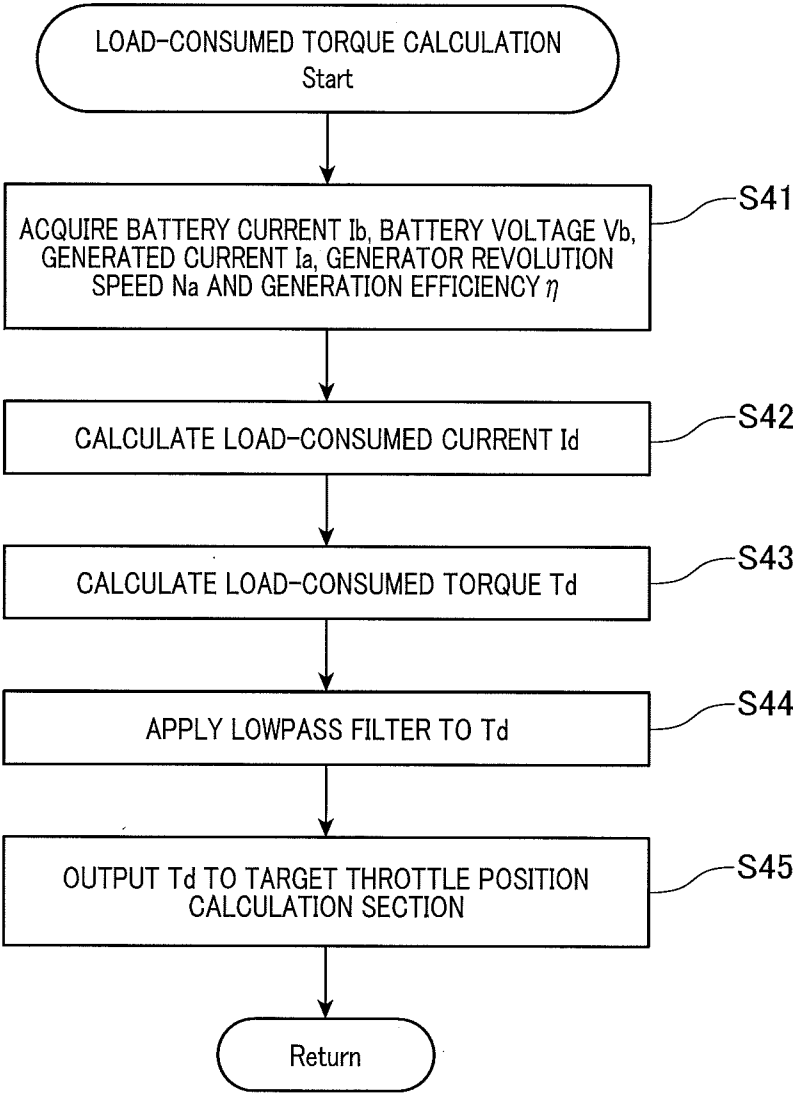 LOAD-CONSUMED TORQUE CALCULATION
Start
S41
ACQUIRE BATTERY CURRENT Ib, BATTERY VOLTAGE Vb,
GENERATED CURRENT Ia, GENERATOR REVOLUTION
SPEED Na AND GENERATION EFFICIENCY η
S42
CALCULATE LOAD-CONSUMED CURRENT Id
S43
CALCULATE LOAD-CONSUMED TORQUE Td
S44
APPLY LOWPASS FILTER TO Td
S45
OUTPUT Td TO TARGET THROTTLE POSITION
CALCULATION SECTION
Return